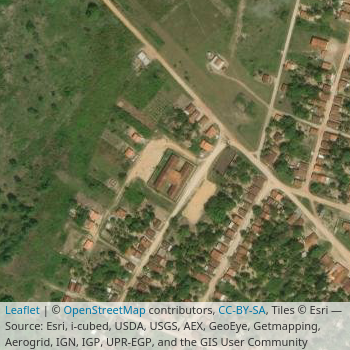 Leaflet | © OpenStreetMap contributors, CC-BY-SA, Tiles © Esri —
Source: Esri, i-cubed, USDA, USGS, AEX, GeoEye, Getmapping,
Aerogrid, IGN, IGP, UPR-EGP, and the GIS User Community